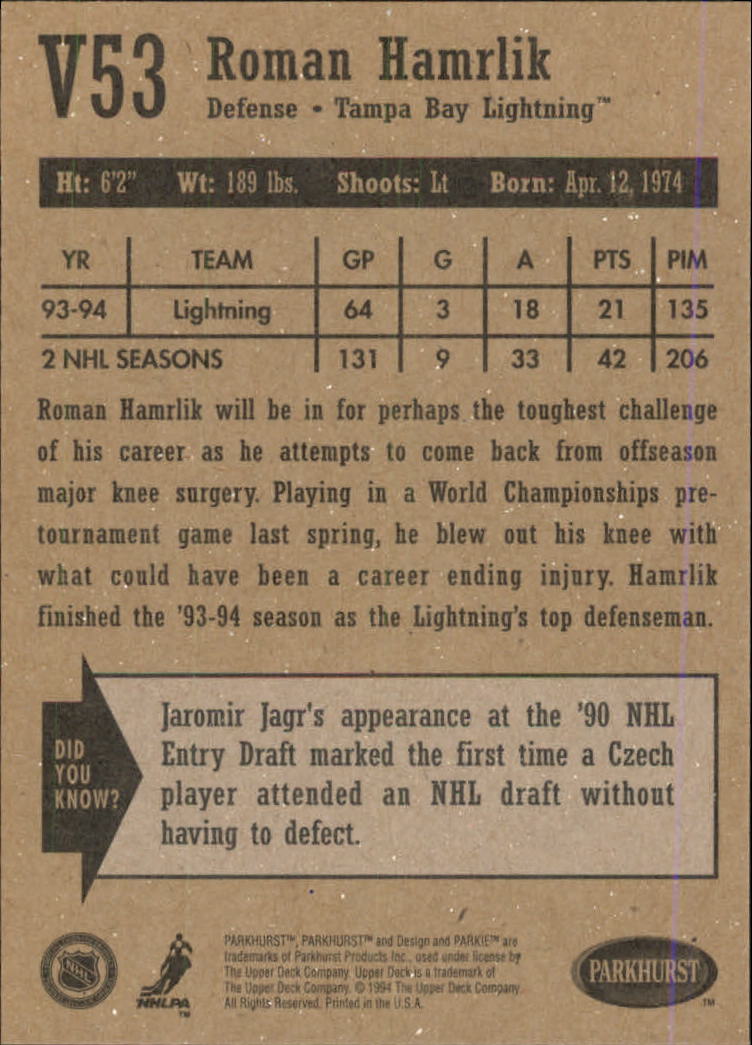 V53 Roman Hamrlik
Defense • Tampa Bay Lightning™
Ht: 6'2" Wt: 189 lbs. Shoots: Lt Born: Apr. 12, 1974
YR TEAM GP G A PTS PIM
93-94 Lightning 64 3 18 21 135
2 NHL SEASONS 131 9 33 42 206
Roman Hamrlik will be in for perhaps the toughest challenge
of his career as he attempts to come back from offseason
major knee surgery. Playing in a World Championships pre-
tournament game last spring, he blew out his knee with
what could have been a career ending injury. Hamrlik
finished the '93-94 season as the Lightning's top defenseman.
DID
YOU
KNOW?
Jaromir Jagr's appearance at the '90 NHL
Entry Draft marked the first time a Czech
player attended an NHL draft without
having to defect.
NHL
NHLPA
™
PARKHURST™, PARKHURST™ and Design and PARKIE™ are
trademarks of Parkhurst Products Inc., used under license by
The Upper Deck Company. Upper Deck is a trademark of
The Upper Deck Company. © 1994 The Upper Deck Company.
All Rights Reserved. Printed in the U.S.A.
PARKHURST
™